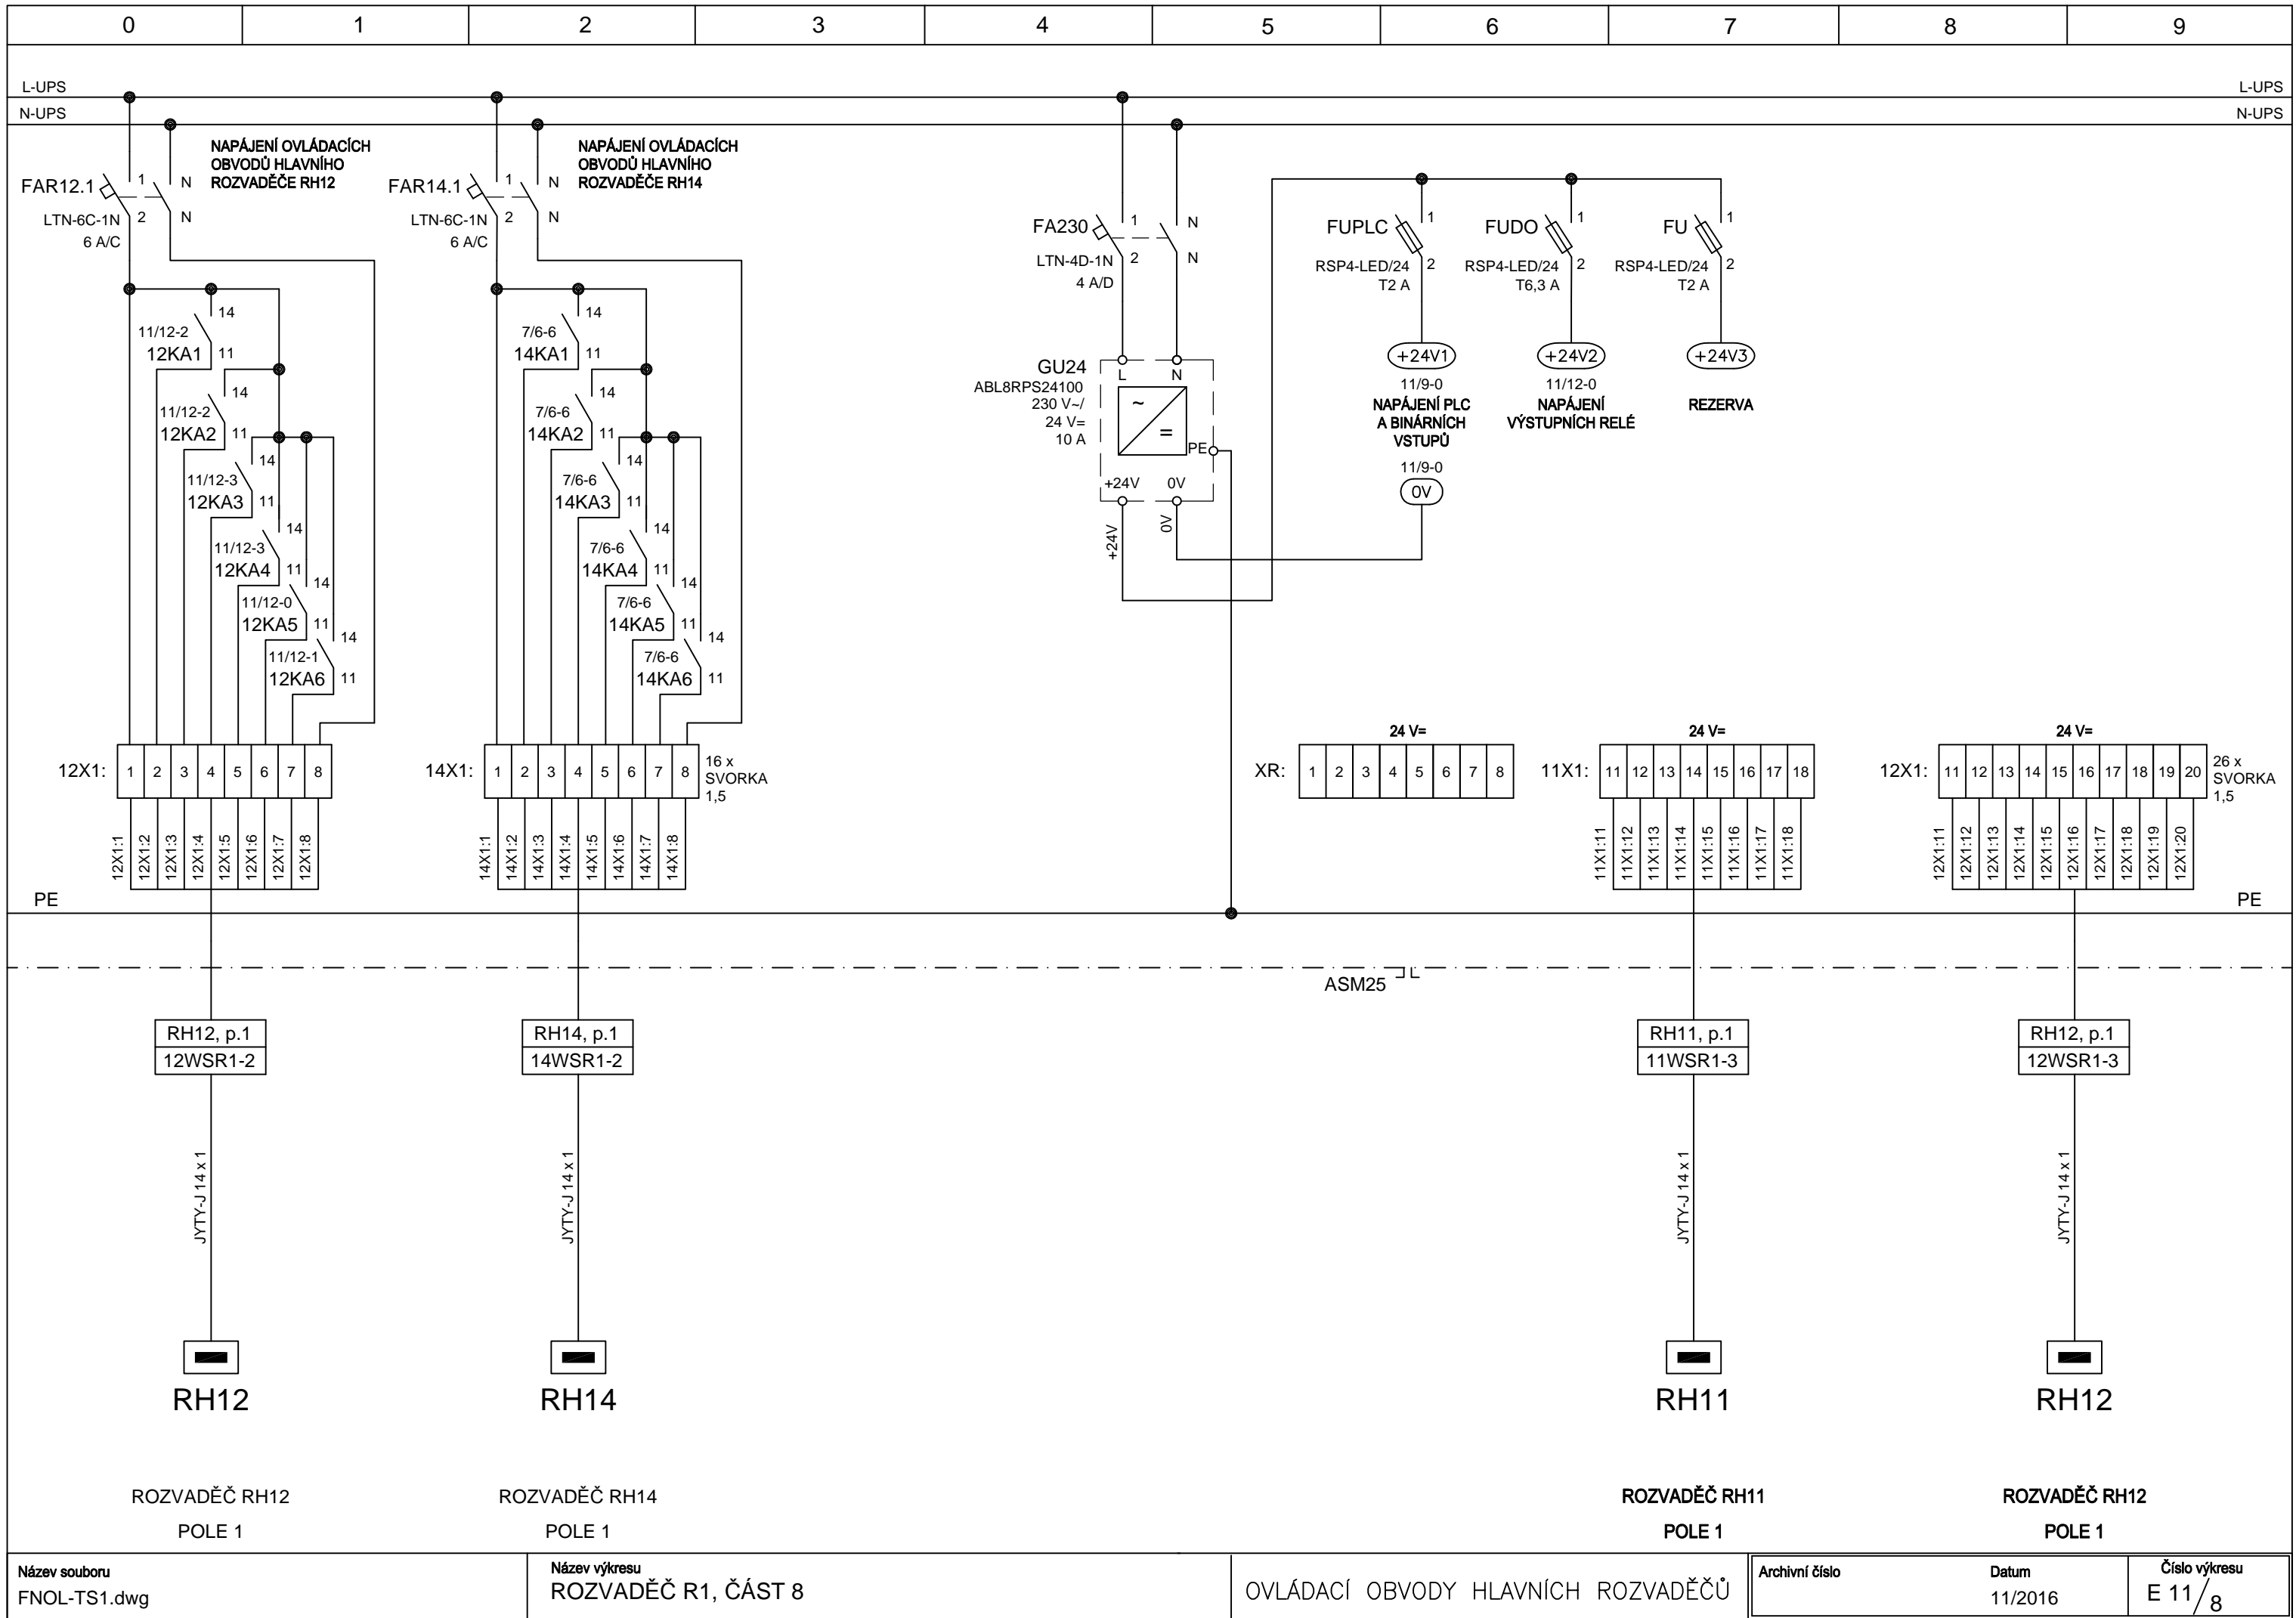 0 1 2 3 4 5 6 7 8 9
L-UPS L-UPS
N-UPS N-UPS
NAPÁJENÍ OVLÁDACÍCH
OBVODŮ HLAVNÍHO
ROZVADĚČE RH12
FAR12.1
1 N
2 N
LTN-6C-1N
6 A/C
14
11/12-2
12KA1 11
14
11/12-2
12KA2 11
14
11/12-3
12KA3 11
14
11/12-3
12KA4 11
14
11/12-0
12KA5 11
14
11/12-1
12KA6 11
12X1: 1 2 3 4 5 6 7 8
12X1:1 12X1:2 12X1:3 12X1:4 12X1:5 12X1:6 12X1:7 12X1:8
NAPÁJENÍ OVLÁDACÍCH
OBVODŮ HLAVNÍHO
ROZVADĚČE RH14
FAR14.1
1 N
2 N
LTN-6C-1N
6 A/C
14
7/6-6
14KA1 11
14
7/6-6
14KA2 11
14
7/6-6
14KA3 11
14
7/6-6
14KA4 11
14
7/6-6
14KA5 11
14
7/6-6
14KA6 11
14X1: 1 2 3 4 5 6 7 8
16 x
SVORKA
1,5
14X1:1 14X1:2 14X1:3 14X1:4 14X1:5 14X1:6 14X1:7 14X1:8
FA230
1 N
2 N
LTN-4D-1N
4 A/D
GU24
ABL8RPS24100
230 V~/
24 V=
10 A
L N
~
=
PE
+24V 0V
+24V 0V
FUPLC
1
2
RSP4-LED/24
T2 A
+24V1
11/9-0
NAPÁJENÍ PLC
A BINÁRNÍCH
VSTUPŮ
11/9-0
0V
FUDO
1
2
RSP4-LED/24
T6,3 A
+24V2
11/12-0
NAPÁJENÍ
VÝSTUPNÍCH RELÉ
FU
1
2
RSP4-LED/24
T2 A
+24V3
REZERVA
24 V=
XR: 1 2 3 4 5 6 7 8
24 V=
11X1: 11 12 13 14 15 16 17 18
11X1:11 11X1:12 11X1:13 11X1:14 11X1:15 11X1:16 11X1:17 11X1:18
24 V=
12X1: 11 12 13 14 15 16 17 18 19 20
26 x
SVORKA
1,5
12X1:11 12X1:12 12X1:13 12X1:14 12X1:15 12X1:16 12X1:17 12X1:18 12X1:19 12X1:20
PE PE
ASM25
RH12, p.1
12WSR1-2
JYTY-J 14 x 1
RH12
ROZVADĚČ RH12
POLE 1
RH14, p.1
14WSR1-2
JYTY-J 14 x 1
RH14
ROZVADĚČ RH14
POLE 1
RH11, p.1
11WSR1-3
JYTY-J 14 x 1
RH11
ROZVADĚČ RH11
POLE 1
RH12, p.1
12WSR1-3
JYTY-J 14 x 1
RH12
ROZVADĚČ RH12
POLE 1
Název souboru
FNOL-TS1.dwg
Název výkresu
ROZVADĚČ R1, ČÁST 8
OVLÁDACÍ OBVODY HLAVNÍCH ROZVADĚČŮ
Archivní číslo
Datum
11/2016
Číslo výkresu
E 11/8